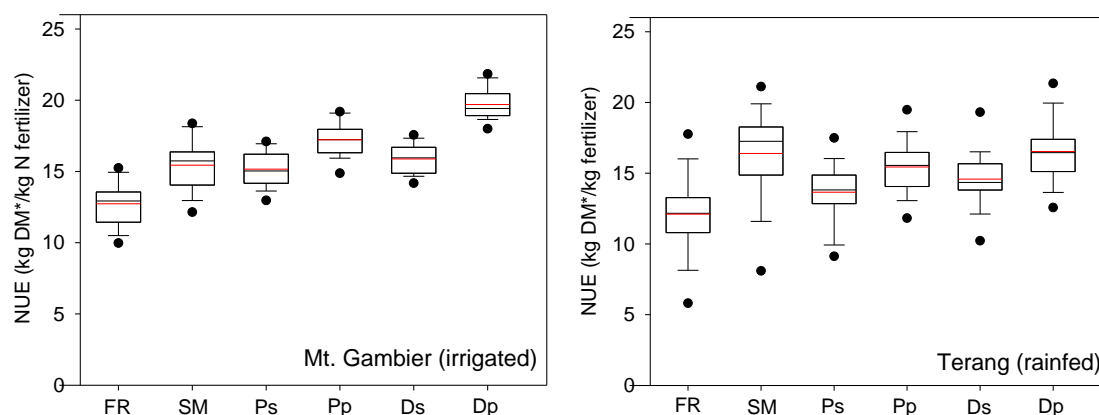 NUE (kg DM*/kg N fertilizer)
25
20
15
10
5
0
Mt. Gambier (irrigated)
FR SM Ps Pp Ds Dp
NUE (kg DM*/kg fertilizer)
25
20
15
10
5
0
Terang (rainfed)
FR SM Ps Pp Ds Dp